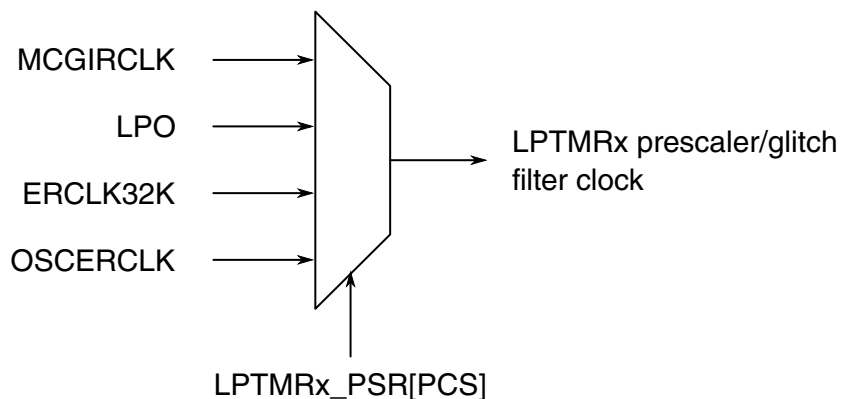 MCGIRCLK
LPO
ERCLK32K
OSCERCLK
LPTMRx prescaler/glitch
filter clock
LPTMRx_PSR[PCS]